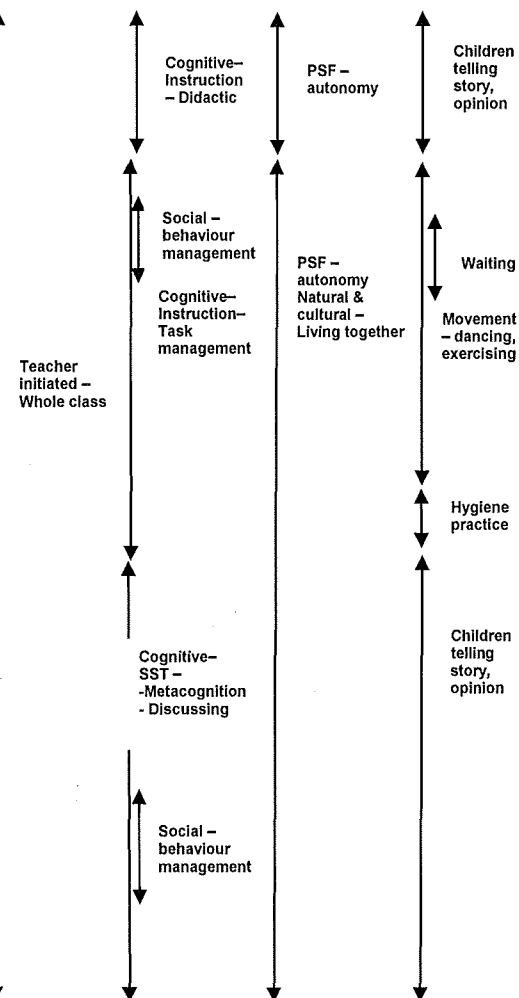 Cognitive–
Instruction
– Didactic
PSF –
autonomy
Children
telling
story,
opinion
Social –
behaviour
management
Cognitive–
Instruction–
Task
management
PSF –
autonomy
Natural &
cultural –
Living together
Waiting
Movement
– dancing,
exercising
Teacher
initiated –
Whole class
Hygiene
practice
Cognitive–
SST –
-Metacognition
- Discussing
Children
telling
story,
opinion
Social –
behaviour
management